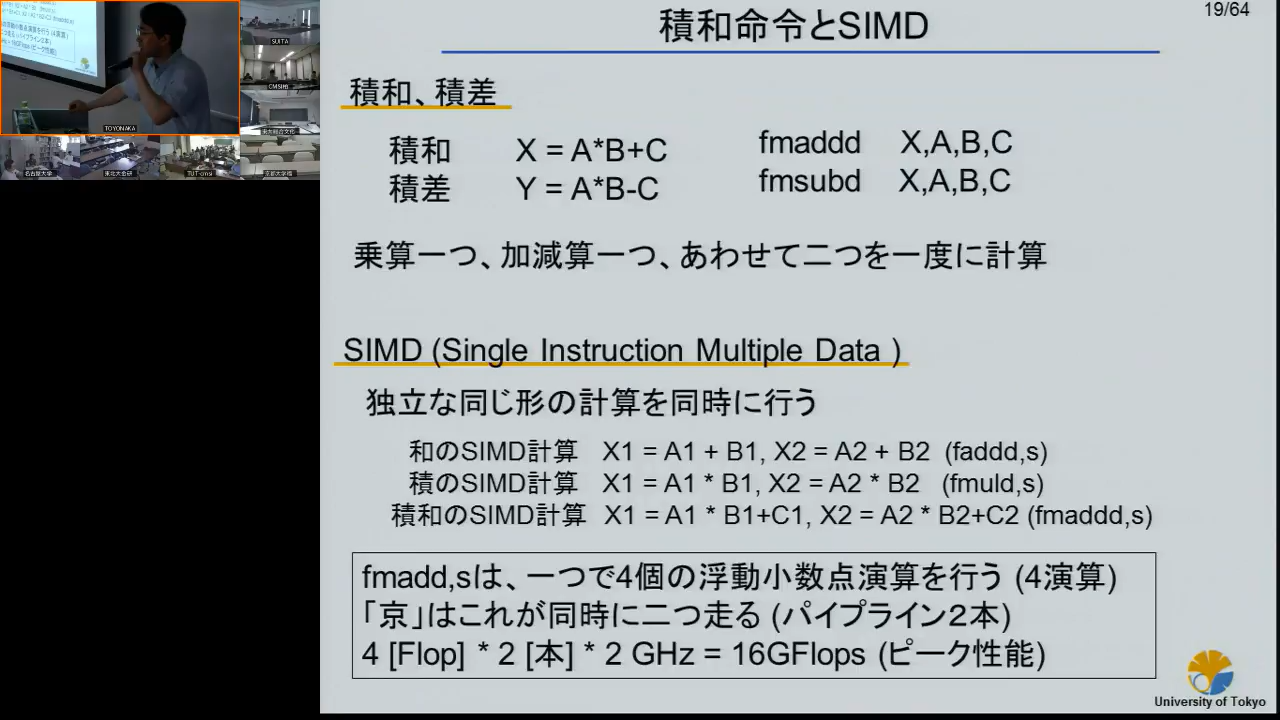 積和命令とSIMD
19/64
積和、積差
積和 X = A*B+C fmaddd X,A,B,C
積差 Y = A*B-C fmsubd X,A,B,C
乗算一つ、加減算一つ、あわせて二つを一度に計算
SIMD (Single Instruction Multiple Data )
独立な同じ形の計算を同時に行う
和のSIMD計算 X1 = A1 + B1, X2 = A2 + B2 (faddd,s)
積のSIMD計算 X1 = A1 * B1, X2 = A2 * B2 (fmuld,s)
積和のSIMD計算 X1 = A1 * B1+C1, X2 = A2 * B2+C2 (fmaddd,s)
fmadd,sは、一つで4個の浮動小数点演算を行う (4演算)
「京」はこれが同時に二つ走る (パイプライン2本)
4 [Flop] * 2 [本] * 2 GHz = 16GFlops (ピーク性能)
University of Tokyo
TOYONAKA
SUITA
CMSI柏
名古屋大学
東北大金研
TUT-cmsi